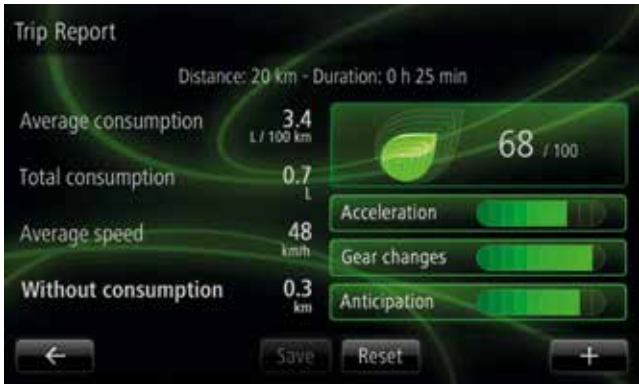 Trip Report
Distance: 20 km - Duration: 0 h 25 min
Average consumption 3.4
L / 100 km
68 / 100
Total consumption 0.7
L
Acceleration
Average speed 48
km/h
Gear changes
Without consumption 0.3
km
Anticipation
Save Reset +